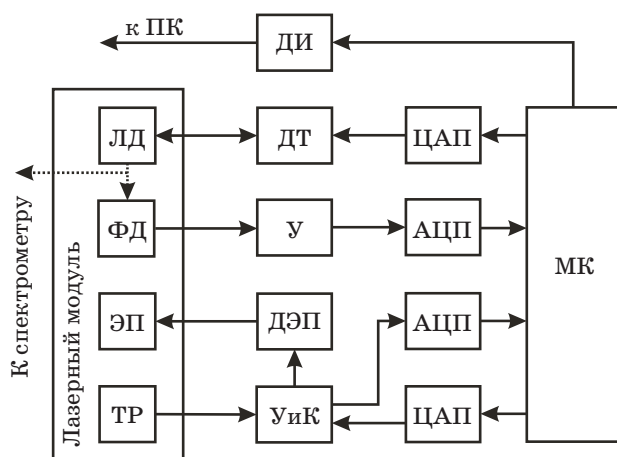 к ПК
ДИ
ЛД
ДТ
ЦАП
ФД
У
АЦП
МК
ЭП
ДЭП
АЦП
ТР
УиК
ЦАП
К спектрометру
Лазерный модуль